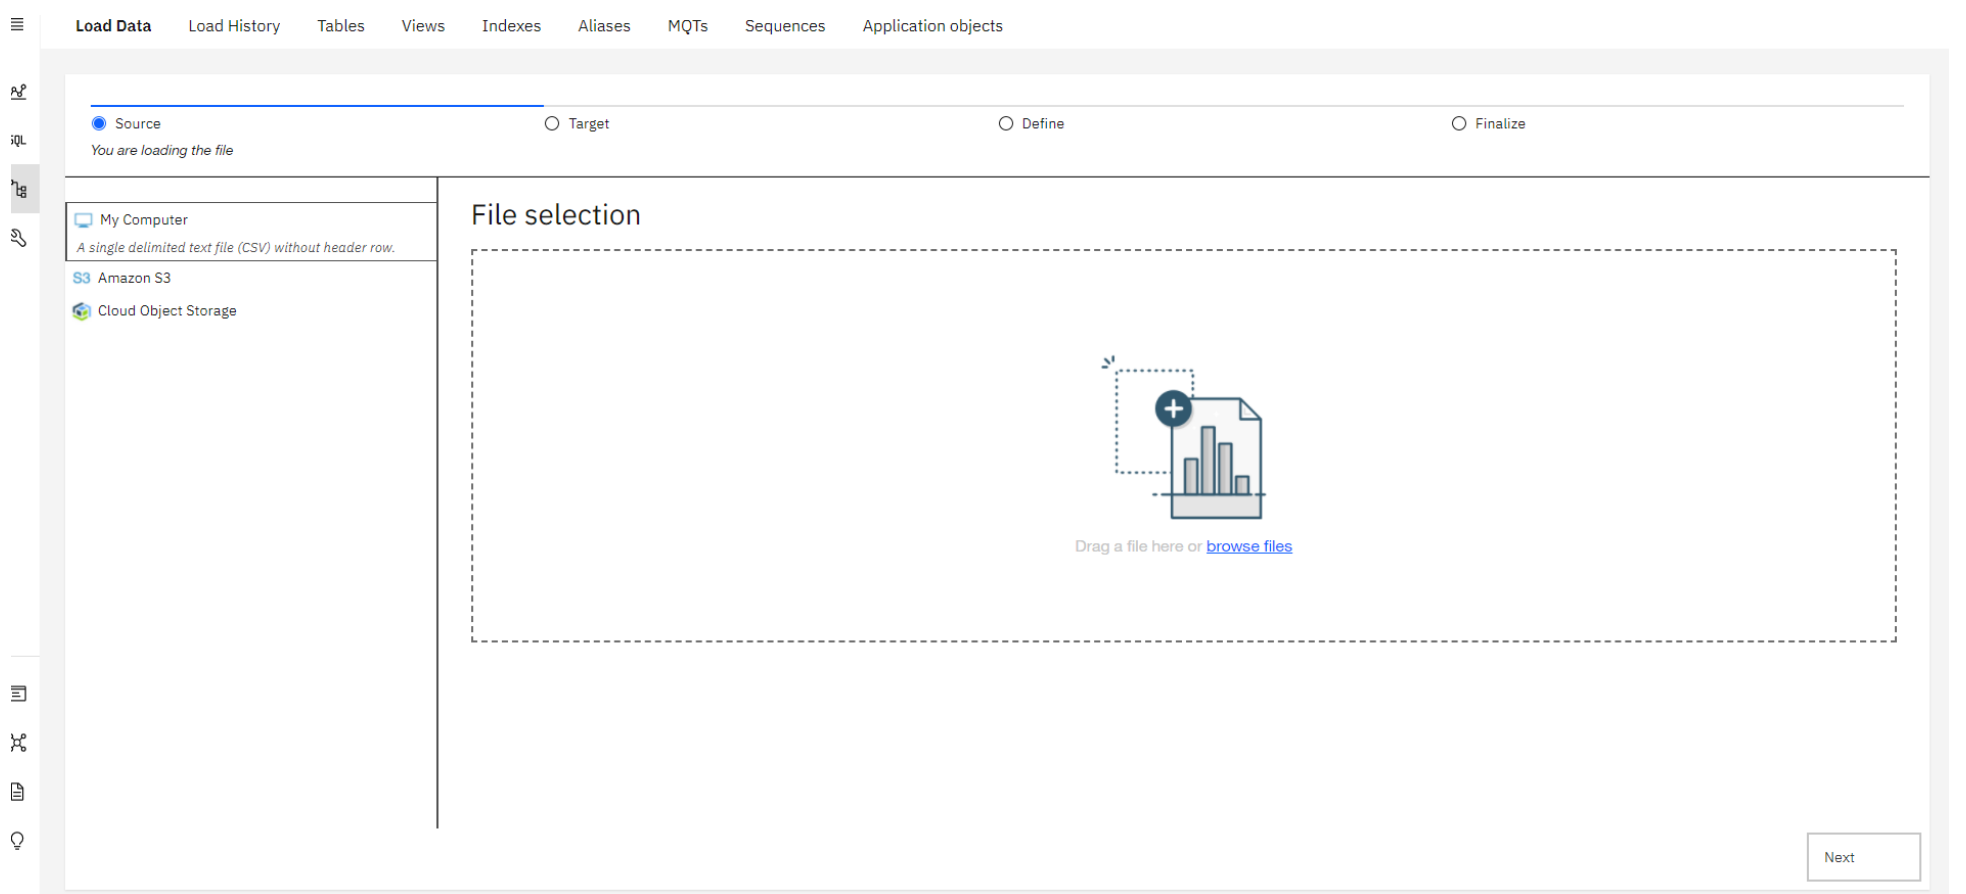 Load Data Load History Tables Views Indexes Aliases MQTs Sequences Application objects
Source Target Define Finalize
You are loading the file
SQL
My Computer
A single delimited text file (CSV) without header row.
S3 Amazon S3
Cloud Object Storage
File selection
Drag a file here or browse files
Next